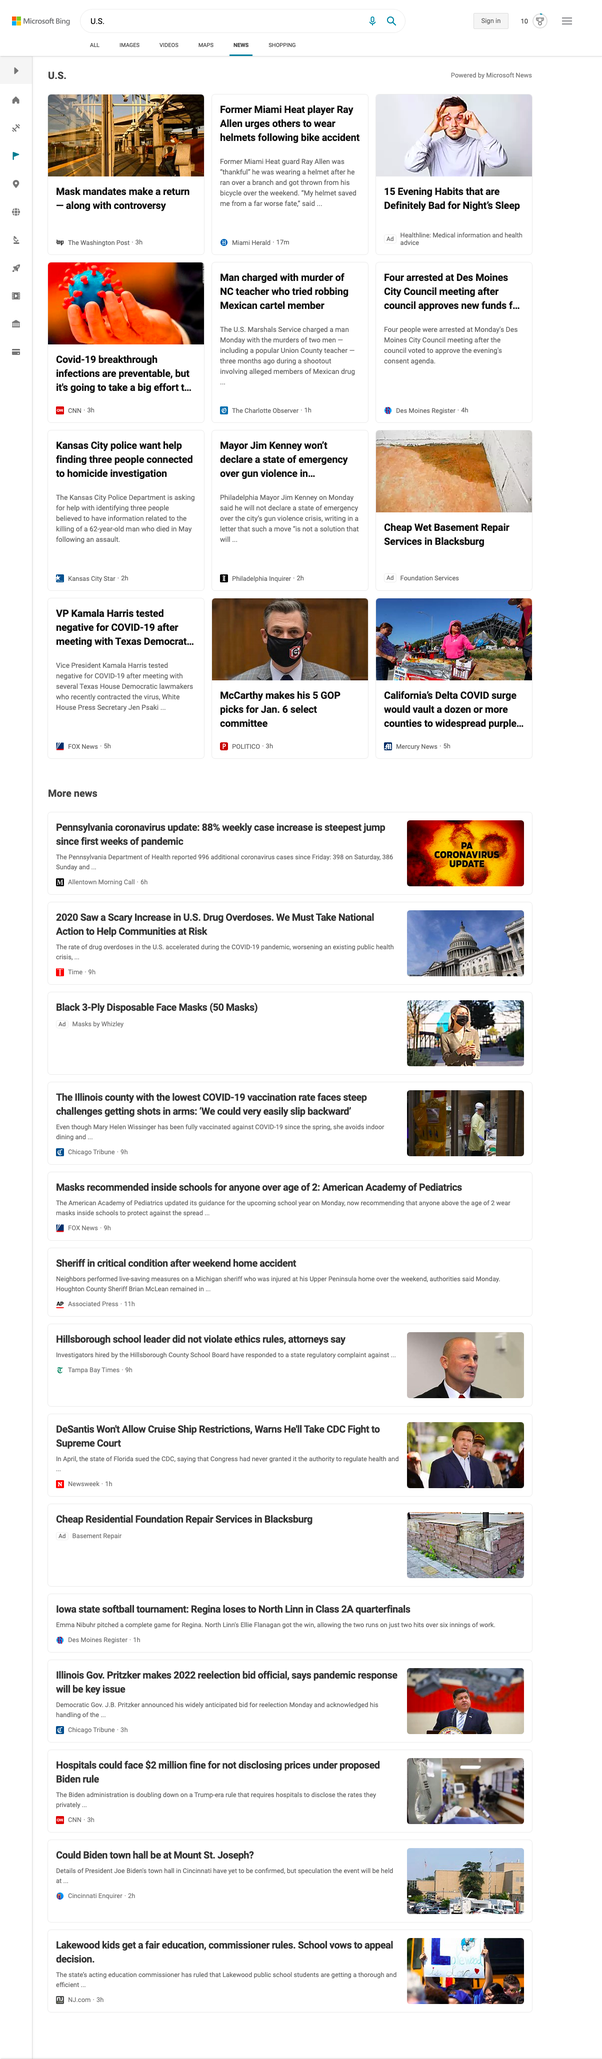 Microsoft Bing
U.S.
Sign in
10
ALL
IMAGES
VIDEOS
MAPS
NEWS
SHOPPING
U.S.
Powered by Microsoft News
Mask mandates make a return
— along with controversy
The Washington Post · 3h
Former Miami Heat player Ray
Allen urges others to wear
helmets following bike accident
Former Miami Heat guard Ray Allen was
"thankful" he was wearing a helmet after he
ran over a branch and got thrown from his
bicycle over the weekend. "My helmet saved
me from a far worse fate," said ...
Miami Herald · 17m
15 Evening Habits that are
Definitely Bad for Night's Sleep
Ad
Healthline: Medical information and health
advice
Covid-19 breakthrough
infections are preventable, but
it's going to take a big effort t...
CNN · 3h
Man charged with murder of
NC teacher who tried robbing
Mexican cartel member
The U.S. Marshals Service charged a man
Monday with the murders of two men —
including a popular Union County teacher —
three months ago during a shootout
involving alleged members of Mexican drug
...
The Charlotte Observer · 1h
Four arrested at Des Moines
City Council meeting after
council approves new funds f...
Four people were arrested at Monday's Des
Moines City Council meeting after the
council voted to approve the evening's
consent agenda.
Des Moines Register · 4h
Kansas City police want help
finding three people connected
to homicide investigation
The Kansas City Police Department is asking
for help with identifying three people
believed to have information related to the
killing of a 62-year-old man who died in May
following an assault.
Kansas City Star · 2h
Mayor Jim Kenney won't
declare a state of emergency
over gun violence in...
Philadelphia Mayor Jim Kenney on Monday
said he will not declare a state of emergency
over the city's gun violence crisis, writing in a
letter that such a move "is not a solution that
will ...
Philadelphia Inquirer · 2h
Cheap Wet Basement Repair
Services in Blacksburg
Ad
Foundation Services
VP Kamala Harris tested
negative for COVID-19 after
meeting with Texas Democrat...
Vice President Kamala Harris tested
negative for COVID-19 after meeting with
several Texas House Democratic lawmakers
who recently contracted the virus, White
House Press Secretary Jen Psaki ...
FOX News · 5h
McCarthy makes his 5 GOP
picks for Jan. 6 select
committee
POLITICO · 3h
California's Delta COVID surge
would vault a dozen or more
counties to widespread purple...
Mercury News · 5h
More news
Pennsylvania coronavirus update: 88% weekly case increase is steepest jump
since first weeks of pandemic
The Pennsylvania Department of Health reported 996 additional coronavirus cases since Friday: 398 on Saturday, 386
Sunday and ...
Allentown Morning Call · 6h
PA
CORONAVIRUS
UPDATE
2020 Saw a Scary Increase in U.S. Drug Overdoses. We Must Take National
Action to Help Communities at Risk
The rate of drug overdoses in the U.S. accelerated during the COVID-19 pandemic, worsening an existing public health
crisis, ...
Time · 9h
Black 3-Ply Disposable Face Masks (50 Masks)
Ad
Masks by Whizley
The Illinois county with the lowest COVID-19 vaccination rate faces steep
challenges getting shots in arms: 'We could very easily slip backward'
Even though Mary Helen Wissinger has been fully vaccinated against COVID-19 since the spring, she avoids indoor
dining and ...
Chicago Tribune · 9h
Masks recommended inside schools for anyone over age of 2: American Academy of Pediatrics
The American Academy of Pediatrics updated its guidance for the upcoming school year on Monday, now recommending that anyone above the age of 2 wear
masks inside schools to protect against the spread ...
FOX News · 9h
Sheriff in critical condition after weekend home accident
Neighbors performed live-saving measures on a Michigan sheriff who was injured at his Upper Peninsula home over the weekend, authorities said Monday.
Houghton County Sheriff Brian McLean remained in ...
AP
Associated Press · 11h
Hillsborough school leader did not violate ethics rules, attorneys say
Investigators hired by the Hillsborough County School Board have responded to a state regulatory complaint against ...
Tampa Bay Times · 9h
DeSantis Won't Allow Cruise Ship Restrictions, Warns He'll Take CDC Fight to
Supreme Court
In April, the state of Florida sued the CDC, saying that Congress had never granted it the authority to regulate health and
...
Newsweek · 1h
Cheap Residential Foundation Repair Services in Blacksburg
Ad
Basement Repair
Iowa state softball tournament: Regina loses to North Linn in Class 2A quarterfinals
Emma Nibuhr pitched a complete game for Regina. North Linn's Ellie Flanagan got the win, allowing the two runs on just two hits over six innings of work.
Des Moines Register · 1h
Illinois Gov. Pritzker makes 2022 reelection bid official, says pandemic response
will be key issue
Democratic Gov. J.B. Pritzker announced his widely anticipated bid for reelection Monday and acknowledged his
handling of the ...
Chicago Tribune · 3h
Hospitals could face $2 million fine for not disclosing prices under proposed
Biden rule
The Biden administration is doubling down on a Trump-era rule that requires hospitals to disclose the rates they
privately ...
CNN · 3h
Could Biden town hall be at Mount St. Joseph?
Details of President Joe Biden's town hall in Cincinnati have yet to be confirmed, but speculation the event will be held
at ...
Cincinnati Enquirer · 2h
Lakewood kids get a fair education, commissioner rules. School vows to appeal
decision.
The state's acting education commissioner has ruled that Lakewood public school students are getting a thorough and
efficient ...
NJ.com · 3h